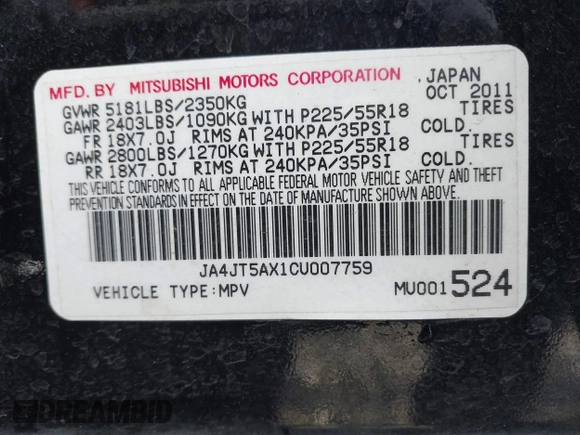 MFD. BY MITSUBISHI MOTORS CORPORATION , JAPAN
GVWR 5181LBS/2350KG OCT 2011
GAWR 2403LBS/1090KG WITH P225/55R18 TIRES
FR 18X7.0J RIMS AT 240KPA/35PSI COLD.
GAWR 2800LBS/1270KG WITH P225/55R18 TIRES
RR 18X7.0J RIMS AT 240KPA/35PSI COLD.
THIS VEHICLE CONFORMS TO ALL APPLICABLE FEDERAL MOTOR VEHICLE SAFETY AND THEFT
PREVENTION STANDARDS IN EFFECT ON THE DATE OF MANUFACTURE SHOWN ABOVE.
JA4JT5AX1CU007759
VEHICLE TYPE:MPV MU001524
DREAMBID